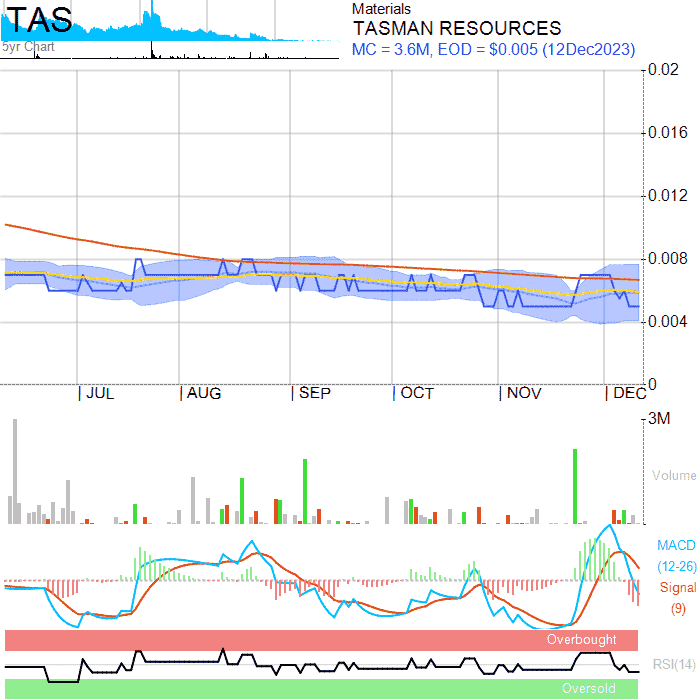 TAS
5yr Chart
Materials
TASMAN RESOURCES
MC = 3.6M, EOD = $0.005 (12Dec2023)
0.02
0.016
0.012
0.008
0.004
0
JUL AUG SEP OCT NOV DEC
3M
Volume
MACD
(12-26)
Signal
(9)
Overbought
RSI(14)
Oversold